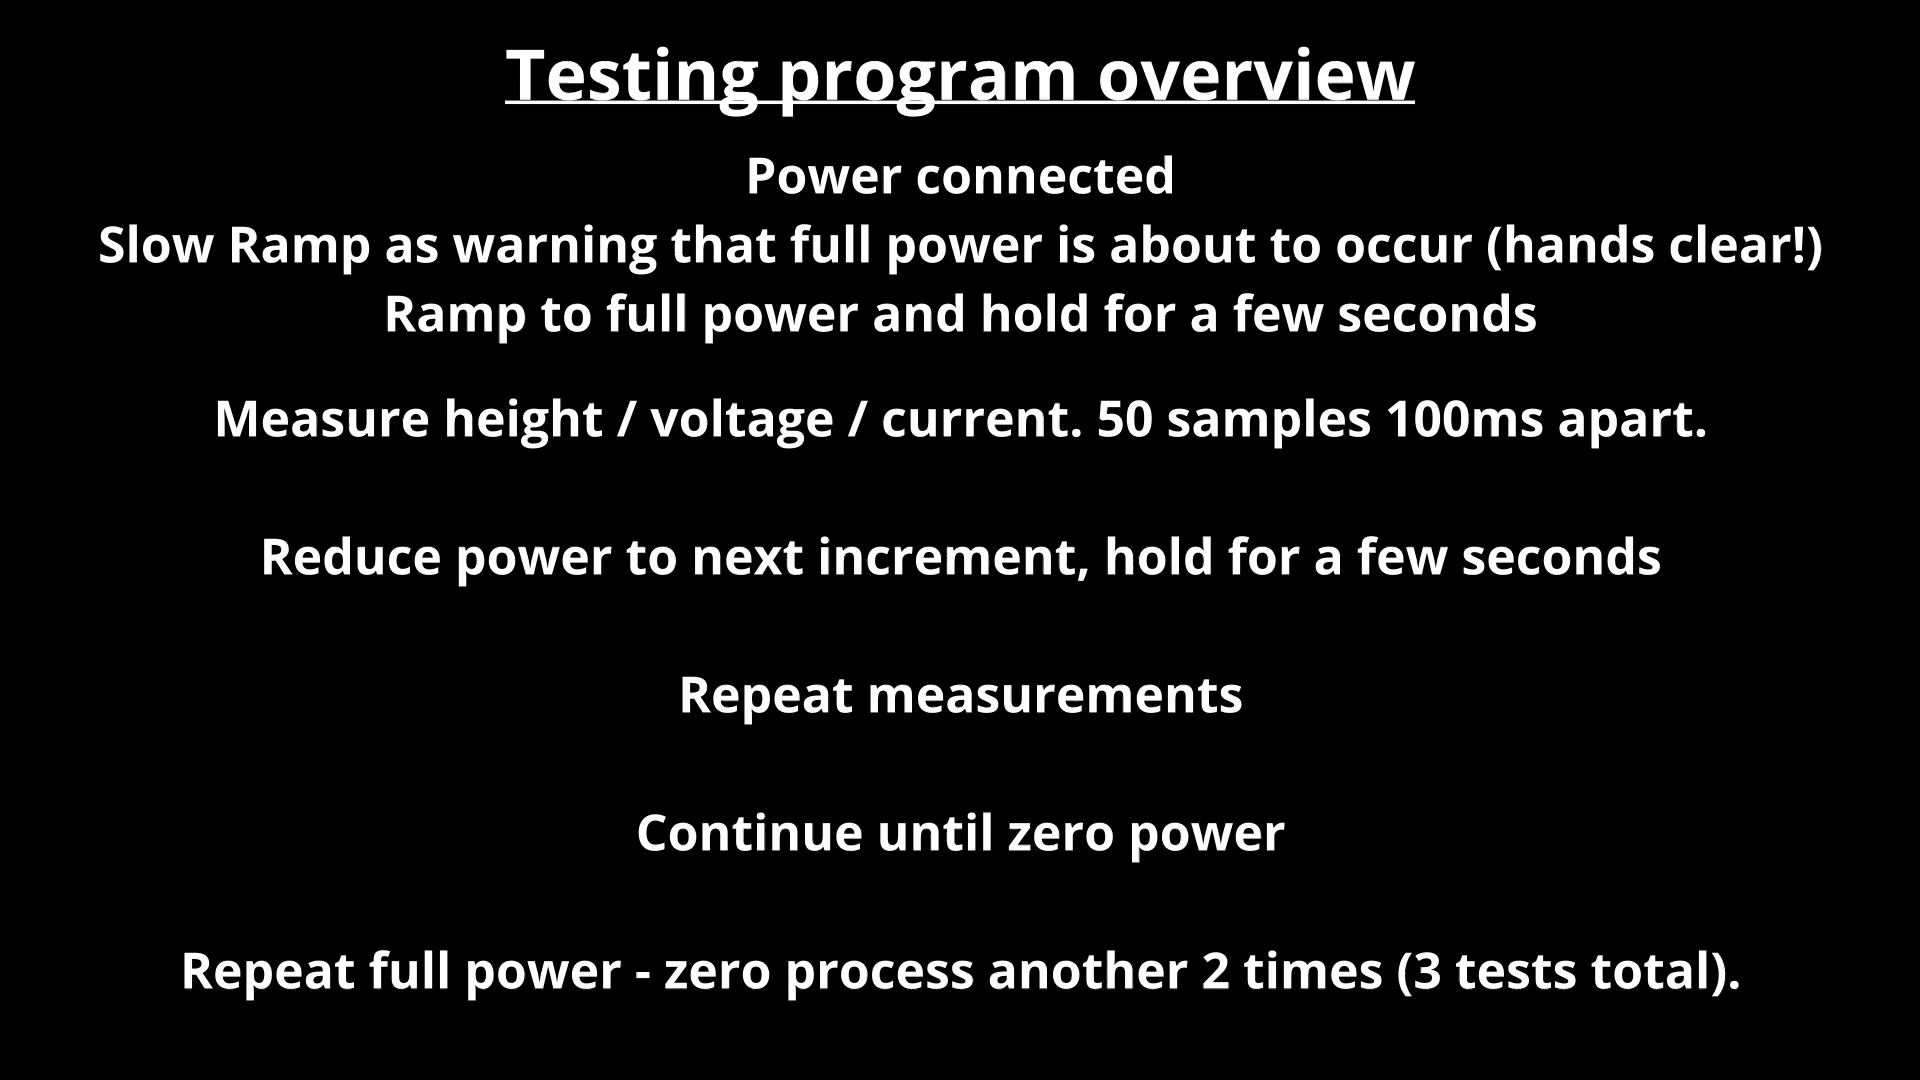 Testing program overview
Power connected
Slow Ramp as warning that full power is about to occur (hands clear!)
Ramp to full power and hold for a few seconds
Measure height / voltage / current. 50 samples 100ms apart.
Reduce power to next increment, hold for a few seconds
Repeat measurements
Continue until zero power
Repeat full power - zero process another 2 times (3 tests total).